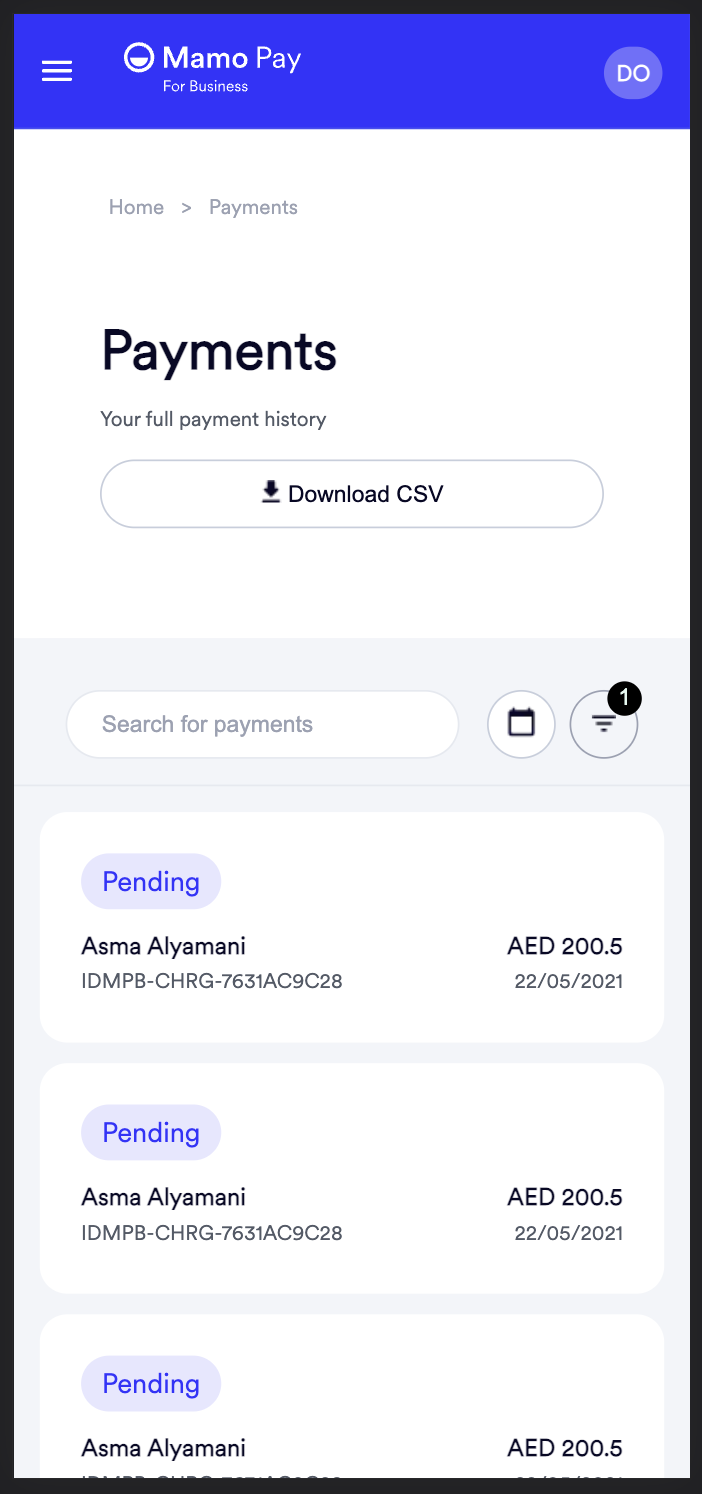 Mamo Pay
For Business
DO
Home > Payments
Payments
Your full payment history
Download CSV
Search for payments
1
Pending
Asma Alyamani AED 200.5
IDMPB-CHRG-7631AC9C28 22/05/2021
Pending
Asma Alyamani AED 200.5
IDMPB-CHRG-7631AC9C28 22/05/2021
Pending
Asma Alyamani AED 200.5